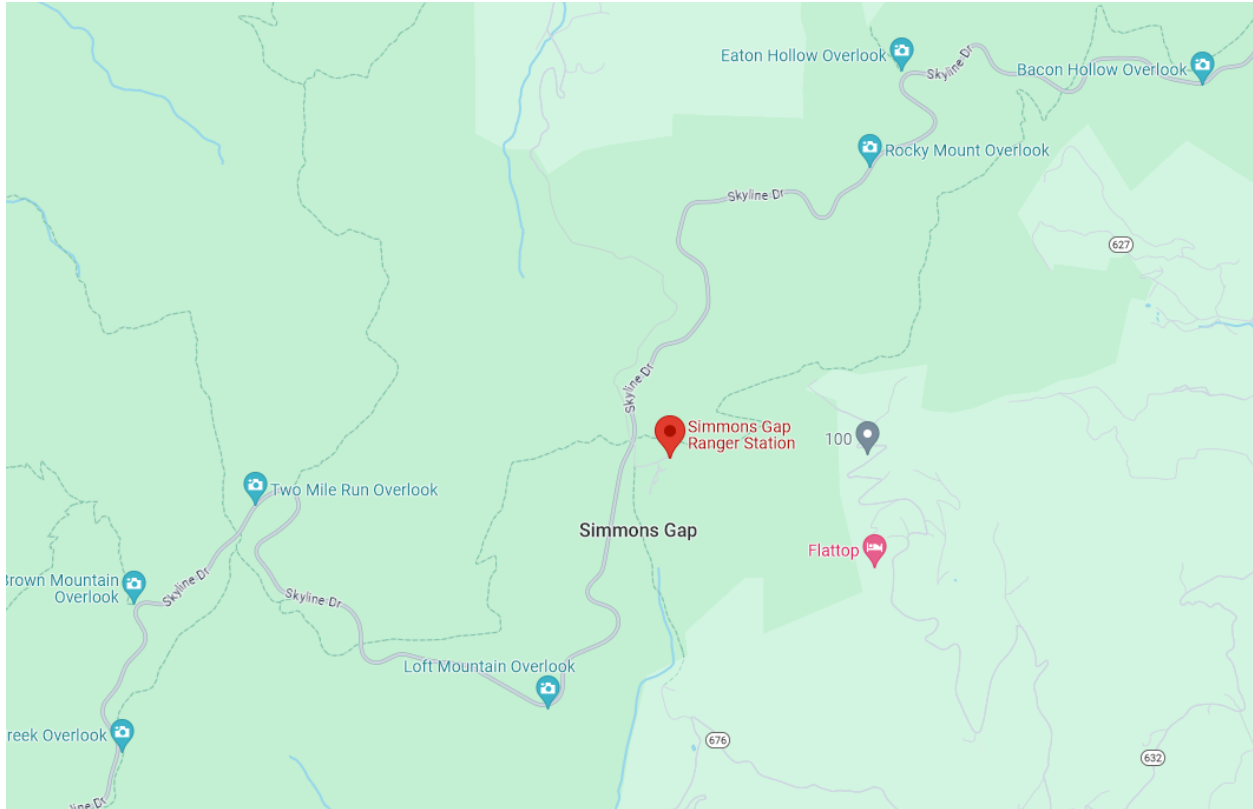 Eaton Hollow Overlook
Skyline Dr
Bacon Hollow Overlook
Rocky Mount Overlook
Skyline Dr
627
Skyline Dr
Simmons Gap
Ranger Station
100
Two Mile Run Overlook
Simmons Gap
Flattop
Brown Mountain
Overlook
Skyline Dr
Skyline Dr
Loft Mountain Overlook
reek Overlook
676
632
yline Dr